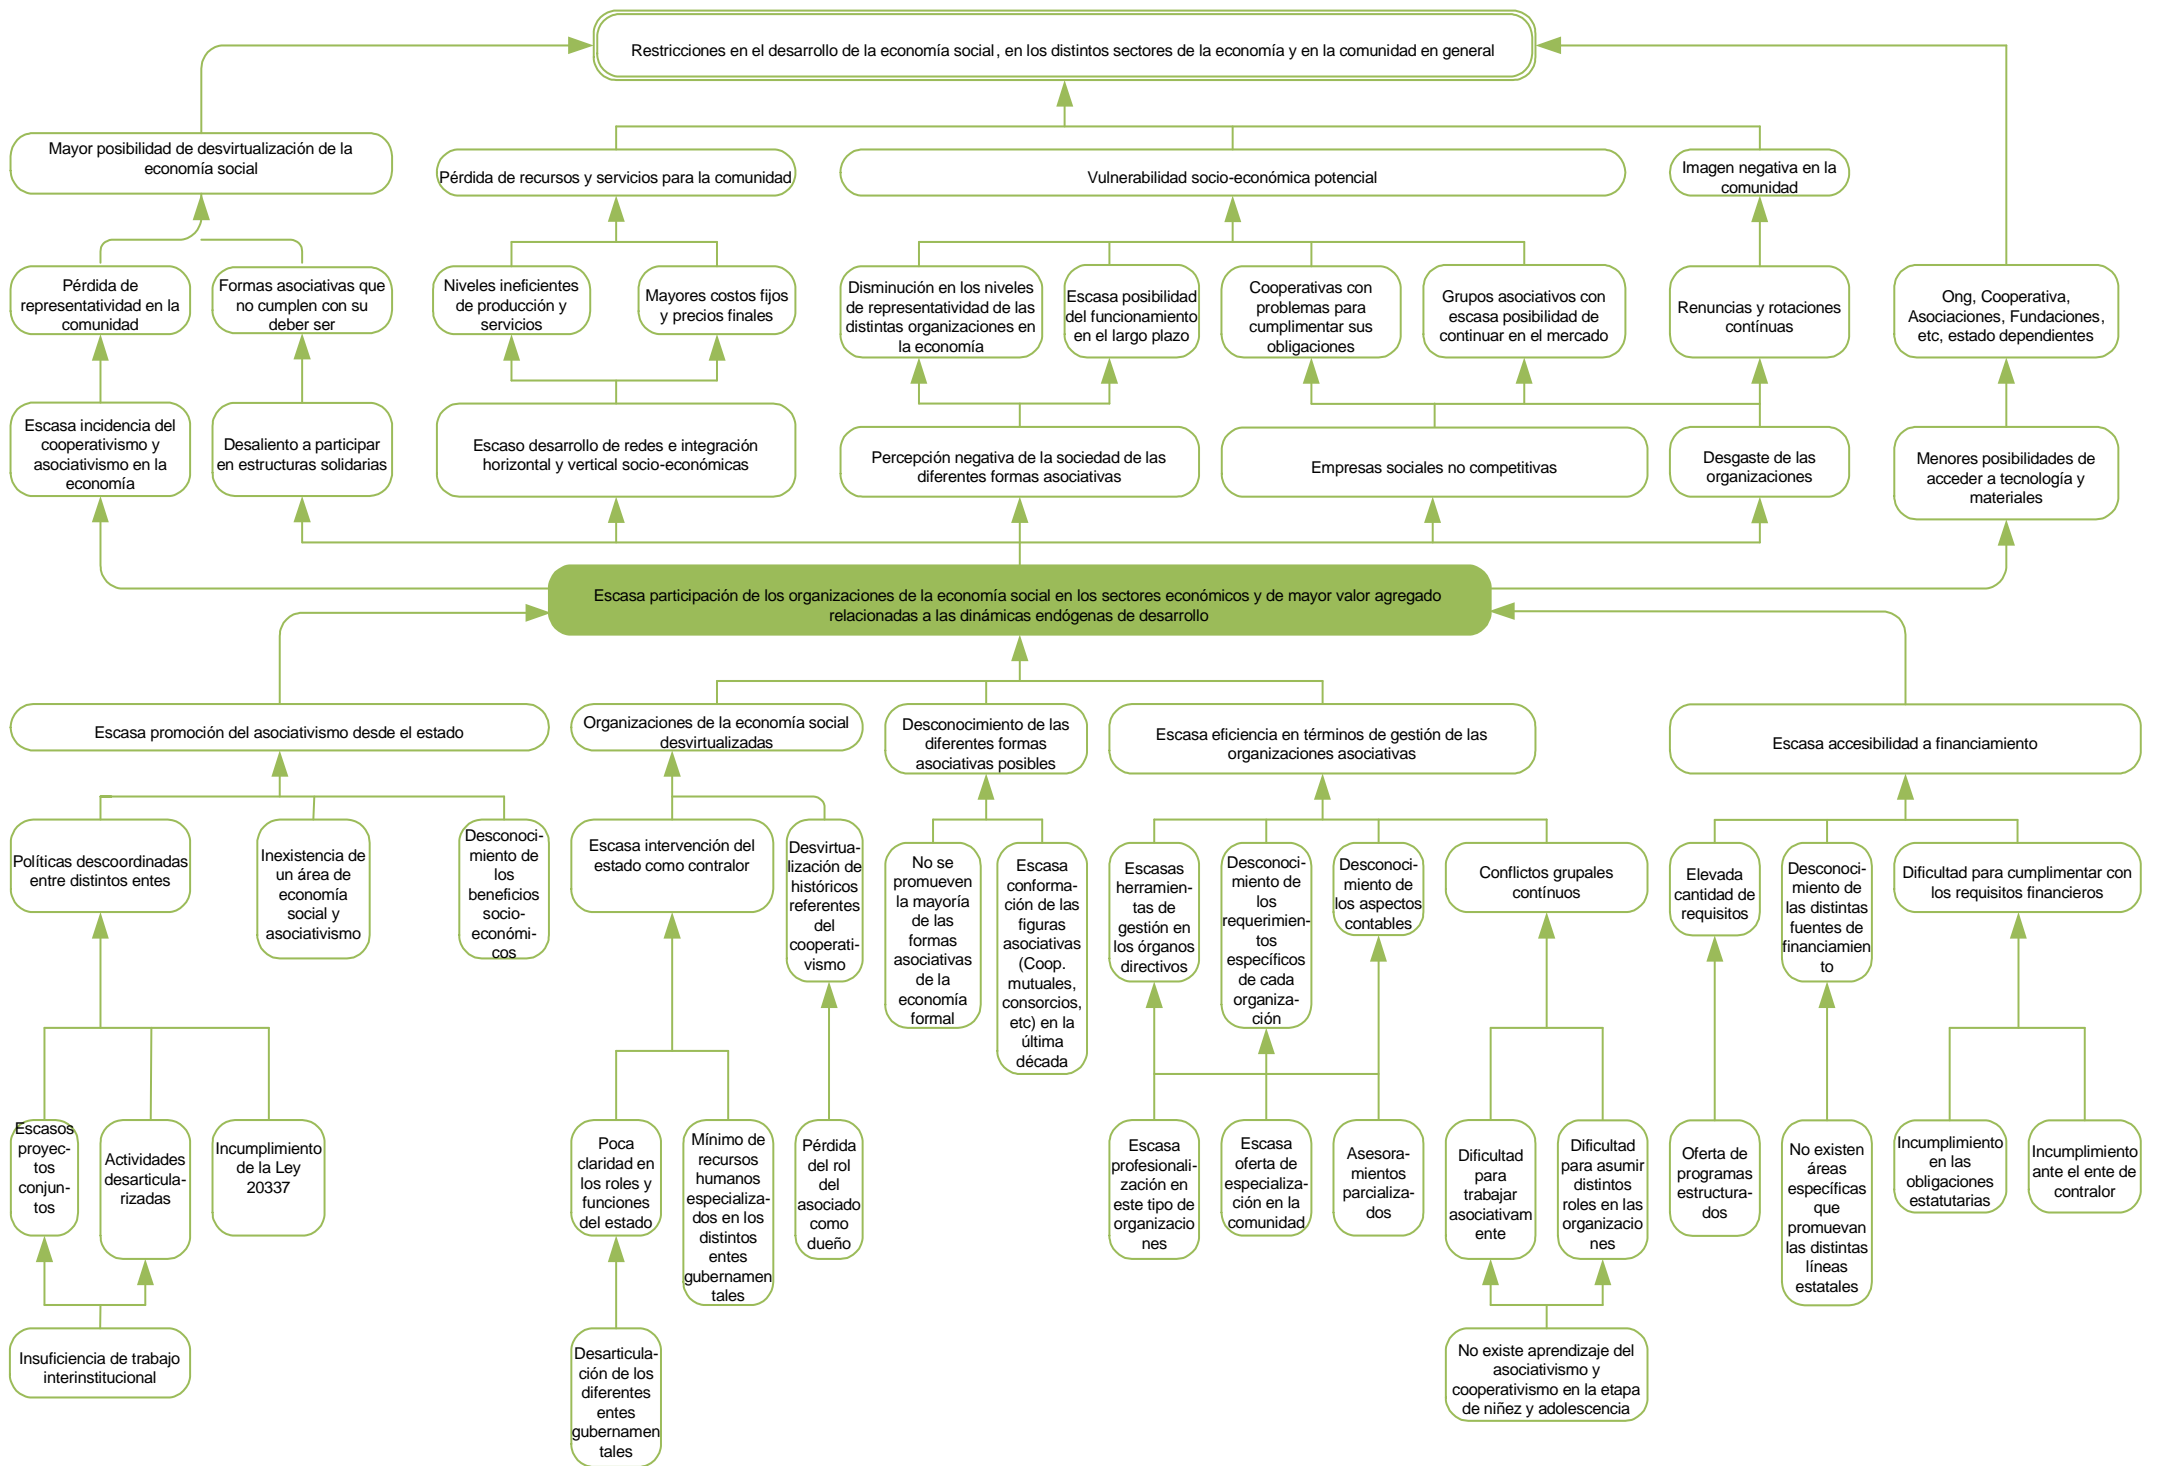 Restricciones en el desarrollo de la economía social, en los distintos sectores de la economía y en la comunidad en general
Mayor posibilidad de desvirtualización de la
economía social
Pérdida de recursos y servicios para la comunidad
Vulnerabilidad socio-económica potencial
Imagen negativa en la
comunidad
Pérdida de
representatividad en la
comunidad
Formas asociativas que
no cumplen con su
deber ser
Niveles ineficientes
de producción y
servicios
Mayores costos fijos
y precios finales
Disminución en los niveles
de representatividad de las
distintas organizaciones en
la economía
Escasa posibilidad
del funcionamiento
en el largo plazo
Cooperativas con
problemas para
cumplimentar sus
obligaciones
Grupos asociativos con
escasa posibilidad de
continuar en el mercado
Renuncias y rotaciones
contínuas
Ong, Cooperativa,
Asociaciones, Fundaciones,
etc, estado dependientes
Escasa incidencia del
cooperativismo y
asociativismo en la
economía
Desaliento a participar
en estructuras solidarias
Escaso desarrollo de redes e integración
horizontal y vertical socio-económicas
Percepción negativa de la sociedad de las
diferentes formas asociativas
Empresas sociales no competitivas
Desgaste de las
organizaciones
Menores posibilidades de
acceder a tecnología y
materiales
Escasa participación de los organizaciones de la economía social en los sectores económicos y de mayor valor agregado
relacionadas a las dinámicas endógenas de desarrollo
Escasa promoción del asociativismo desde el estado
Organizaciones de la economía social
desvirtualizadas
Desconocimiento de las
diferentes formas
asociativas posibles
Escasa eficiencia en términos de gestión de las
organizaciones asociativas
Escasa accesibilidad a financiamiento
Políticas descoordinadas
entre distintos entes
Inexistencia de
un área de
economía
social y
asociativismo
Desconoci-
miento de
los
beneficios
socio-
económi-
cos
Escasa intervención del
estado como contralor
Desvirtua-
lización de
históricos
referentes
del
cooperati-
vismo
No se
promueven
la mayoría
de las
formas
asociativas
de la
economía
formal
Escasa
conforma-
ción de las
figuras
asociativas
(Coop.
mutuales,
consorcios,
etc) en la
última
década
Escasas
herramien-
tas de
gestión en
los órganos
directivos
Desconoci-
miento de
los
requerimien-
tos
específicos
de cada
organiza-
ción
Desconoci-
miento de
los aspectos
contables
Conflictos grupales
contínuos
Elevada
cantidad de
requisitos
Desconoci-
miento de
las distintas
fuentes de
financiamien
to
Dificultad para cumplimentar con
los requisitos financieros
Escasos
proyec-
tos
conjun-
tos
Actividades
desarticula-
rizadas
Incumplimiento
de la Ley
20337
Poca
claridad en
los roles y
funciones
del estado
Mínimo de
recursos
humanos
especializa-
dos en los
distintos
entes
gubernamen
tales
Pérdida
del rol
del
asociado
como
dueño
Escasa
profesionali-
zación en
este tipo de
organizacio
nes
Escasa
oferta de
especializa-
ción en la
comunidad
Asesora-
mientos
parcializa-
dos
Dificultad
para
trabajar
asociativam
ente
Dificultad
para asumir
distintos
roles en las
organizacio
nes
Oferta de
programas
estructura-
dos
No existen
áreas
específicas
que
promuevan
las distintas
líneas
estatales
Incumplimiento
en las
obligaciones
estatutarias
Incumplimiento
ante el ente de
contralor
Insuficiencia de trabajo
interinstitucional
Desarticula-
ción de los
diferentes
entes
gubernamen
tales
No existe aprendizaje del
asociativismo y
cooperativismo en la etapa
de niñez y adolescencia